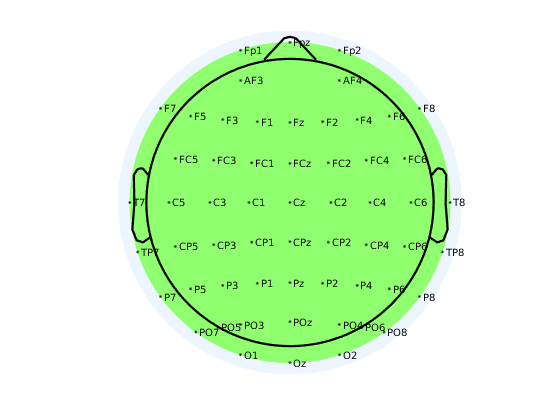 Fpz
Fp1 Fp2
AF3 AF4
F7 F8
F5 F3 F1 Fz F2 F4 F6
FC5 FC3 FC1 FCz FC2 FC4 FC6
T7 C5 C3 C1 Cz C2 C4 C6 T8
TP7 CP5 CP3 CP1 CPz CP2 CP4 CP6 TP8
P7 P5 P3 P1 Pz P2 P4 P6 P8
PO7 PO5 PO3 POz PO4 PO6 PO8
O1 Oz O2